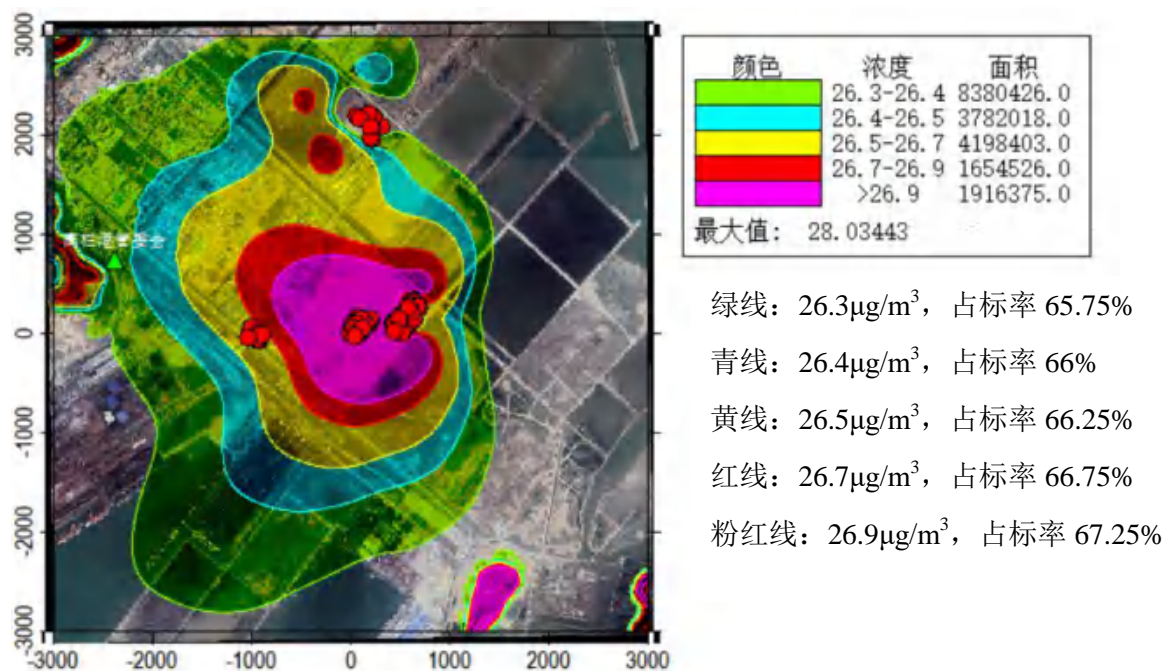 3000
2000
1000
0
-1000
-2000
-3000
-3000 -2000 -1000 0 1000 2000 3000
颜色 浓度 面积
26.3-26.4 8380426.0
26.4-26.5 3782018.0
26.5-26.7 4198403.0
26.7-26.9 1654526.0
>26.9 1916375.0
最大值: 28.03443
绿线：26.3μg/m³，占标率 65.75%
青线：26.4μg/m³，占标率 66%
黄线：26.5μg/m³，占标率 66.25%
红线：26.7μg/m³，占标率 66.75%
粉红线：26.9μg/m³，占标率 67.25%